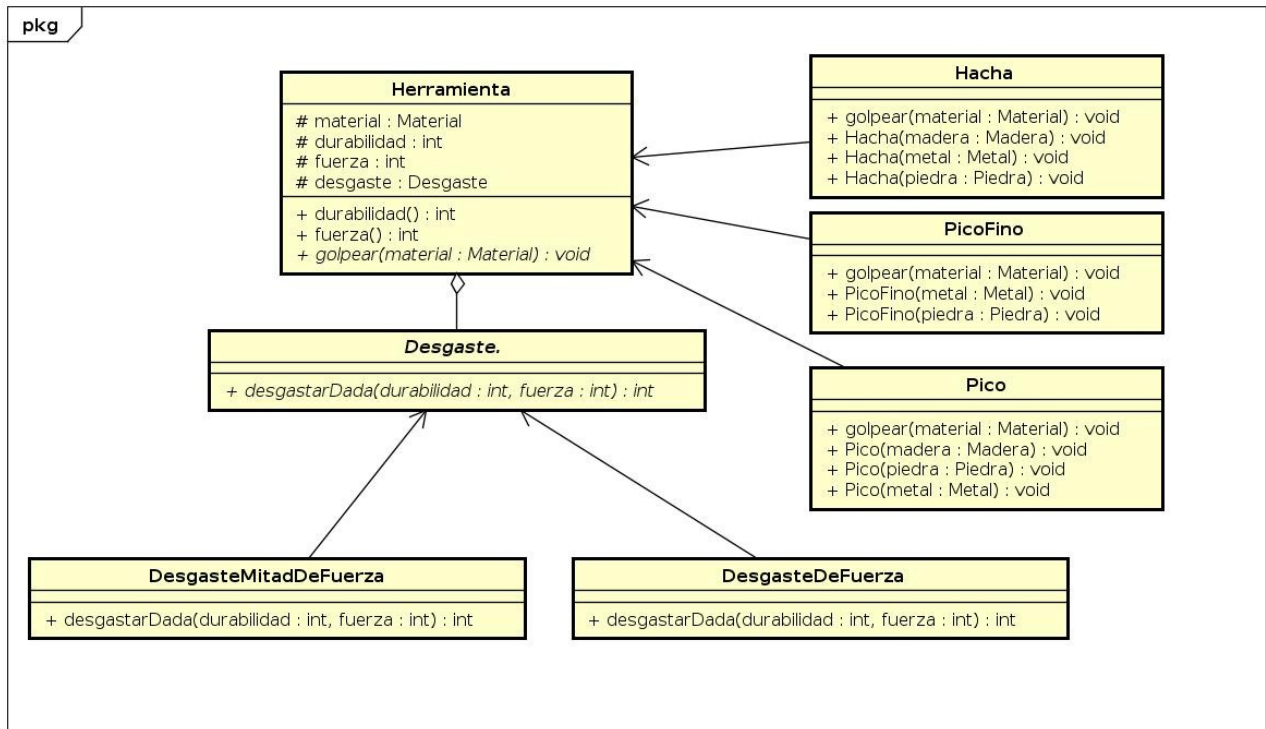 pkg
Herramienta
# material : Material
# durabilidad : int
# fuerza : int
# desgaste : Desgaste
+ durabilidad() : int
+ fuerza() : int
+ golpear(material : Material) : void
Hacha
+ golpear(material : Material) : void
+ Hacha(madera : Madera) : void
+ Hacha(metal : Metal) : void
+ Hacha(piedra : Piedra) : void
PicoFino
+ golpear(material : Material) : void
+ PicoFino(metal : Metal) : void
+ PicoFino(piedra : Piedra) : void
Desgaste.
+ desgastarDada(durabilidad : int, fuerza : int) : int
Pico
+ golpear(material : Material) : void
+ Pico(madera : Madera) : void
+ Pico(piedra : Piedra) : void
+ Pico(metal : Metal) : void
DesgasteMitadDeFuerza
+ desgastarDada(durabilidad : int, fuerza : int) : int
DesgasteDeFuerza
+ desgastarDada(durabilidad : int, fuerza : int) : int